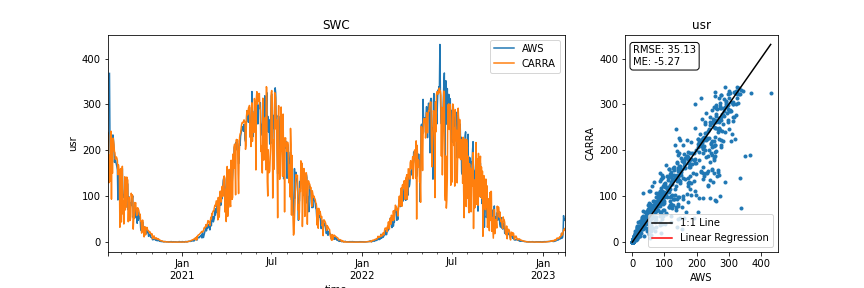 SWC
usr
AWS
CARRA
400
300
200
100
0
usr
Jan
2021
Jul
Jan
2022
Jul
Jan
2023
time
usr
RMSE: 35.13
ME: -5.27
400
300
200
100
0
CARRA
1:1 Line
Linear Regression
0 100 200 300 400
AWS